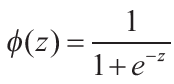 ϕ(z) = 1 / (1 + e^{-z})